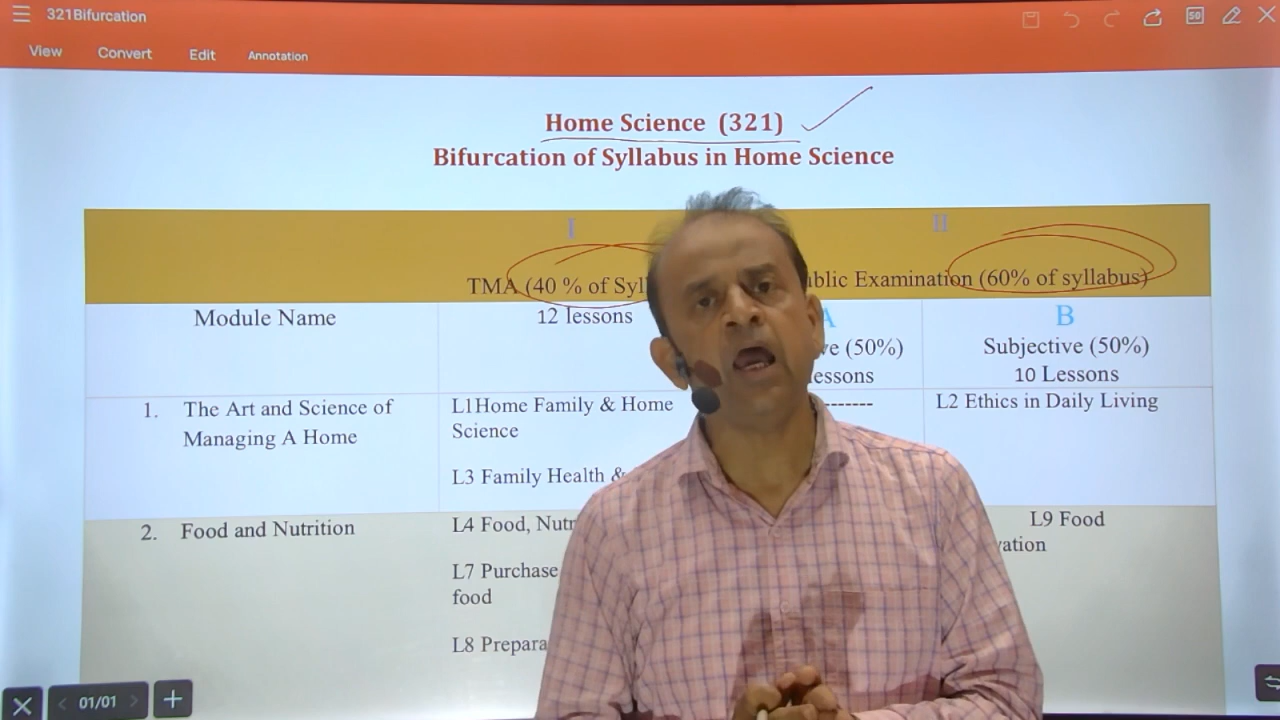 321Bifurcation
50
View Convert Edit Annotation
Home Science (321)
Bifurcation of Syllabus in Home Science
I II
TMA (40 % of Syl blic Examination (60% of syllabus)
Module Name 12 lessons A B
ve (50%) Subjective (50%)
essons 10 Lessons
1. The Art and Science of Managing A Home
L1Home Family & Home Science
L3 Family Health &
--------
L2 Ethics in Daily Living
2. Food and Nutrition
L4 Food, Nutr
L7 Purchase
food
L8 Prepara
L9 Food
vation
01/01